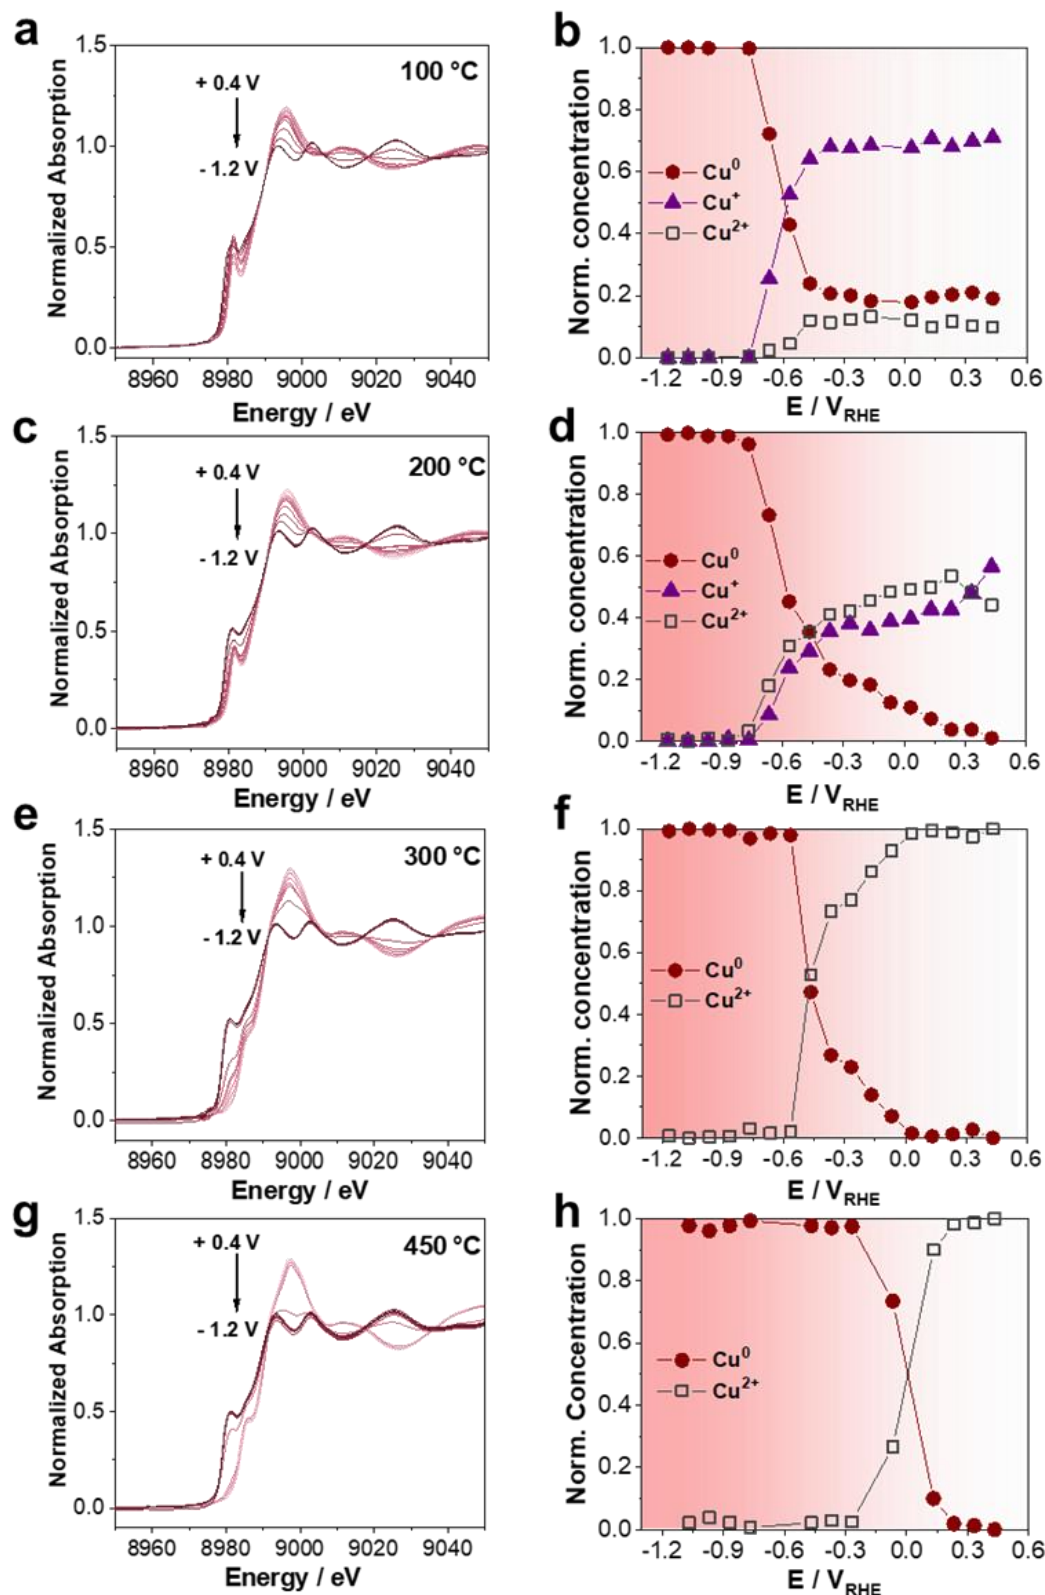 a
1.5
1.0
0.5
0.0
Normalized Absorption
+ 0.4 V
- 1.2 V
100 °C
8960 8980 9000 9020 9040
Energy / eV
b
1.0
0.8
0.6
0.4
0.2
0.0
Norm. concentration
Cu⁰
Cu⁺
Cu²⁺
-1.2 -0.9 -0.6 -0.3 0.0 0.3 0.6
E / V_RHE
c
1.5
1.0
0.5
0.0
Normalized Absorption
+ 0.4 V
- 1.2 V
200 °C
8960 8980 9000 9020 9040
Energy / eV
d
1.0
0.8
0.6
0.4
0.2
0.0
Norm. concentration
Cu⁰
Cu⁺
Cu²⁺
-1.2 -0.9 -0.6 -0.3 0.0 0.3 0.6
E / V_RHE
e
1.5
1.0
0.5
0.0
Normalized Absorption
+ 0.4 V
- 1.2 V
300 °C
8960 8980 9000 9020 9040
Energy / eV
f
1.0
0.8
0.6
0.4
0.2
0.0
Norm. concentration
Cu⁰
Cu²⁺
-1.2 -0.9 -0.6 -0.3 0.0 0.3 0.6
E / V_RHE
g
1.5
1.0
0.5
0.0
Normalized Absorption
+ 0.4 V
- 1.2 V
450 °C
8960 8980 9000 9020 9040
Energy / eV
h
1.0
0.8
0.6
0.4
0.2
0.0
Norm. Concentration
Cu⁰
Cu²⁺
-1.2 -0.9 -0.6 -0.3 0.0 0.3 0.6
E / V_RHE